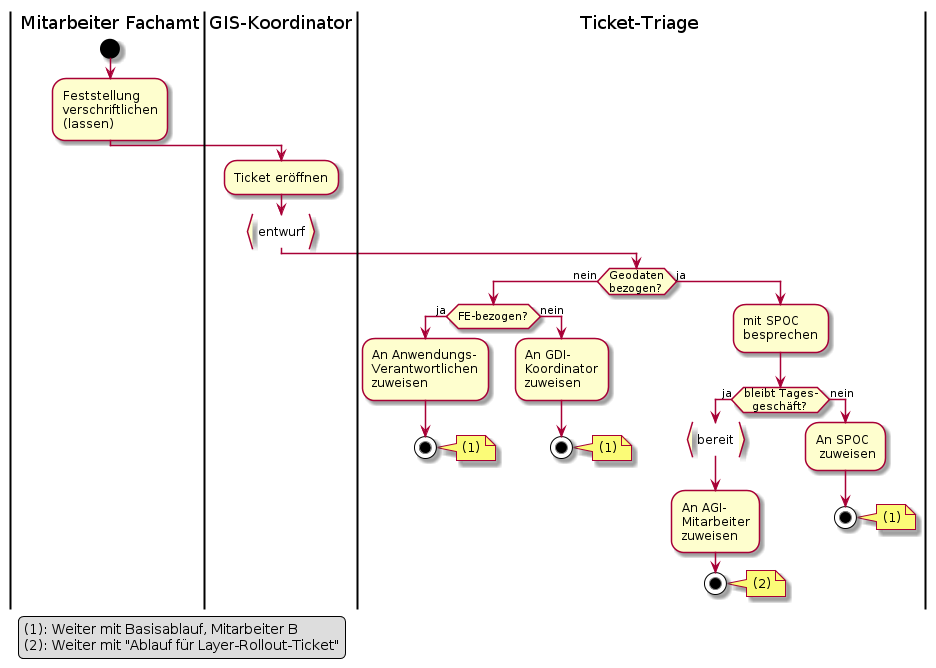 Mitarbeiter Fachamt
GIS-Koordinator
Ticket-Triage
Feststellung
verschriftlichen
(lassen)
Ticket eröffnen
entwurf
Geodaten
bezogen?
nein
ja
FE-bezogen?
ja
nein
An Anwendungs-
Verantwortlichen
zuweisen
(1)
An GDI-
Koordinator
zuweisen
(1)
mit SPOC
besprechen
bleibt Tages-
geschäft?
ja
nein
bereit
An AGI-
Mitarbeiter
zuweisen
(2)
An SPOC
zuweisen
(1)
(1): Weiter mit Basisablauf, Mitarbeiter B
(2): Weiter mit "Ablauf für Layer-Rollout-Ticket"